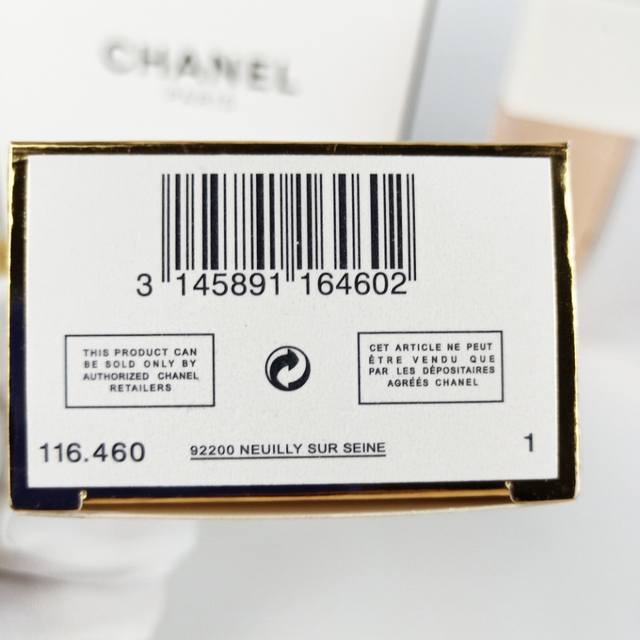 CHANEL
PARIS
3 145891 164602
THIS PRODUCT CAN
BE SOLD ONLY BY
AUTHORIZED CHANEL
RETAILERS
CET ARTICLE NE PEUT
ÊTRE VENDU QUE
PAR LES DÉPOSITAIRES
AGRÉÉS CHANEL
116.460
92200 NEUILLY SUR SEINE
1